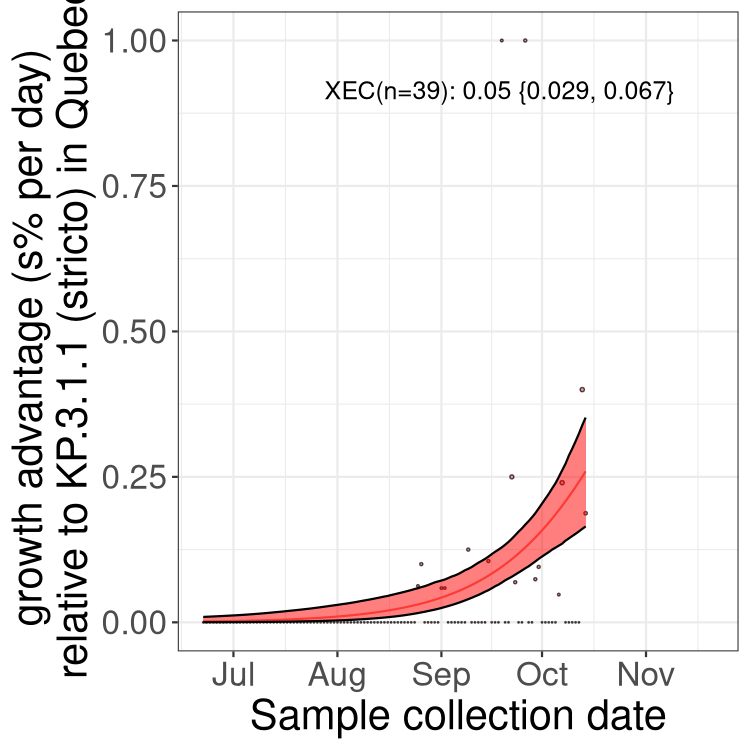 growth advantage (s% per day)
relative to KP.3.1.1 (stricto) in Quebec
1.00
0.75
0.50
0.25
0.00
XEC(n=39): 0.05 {0.029, 0.067}
Jul Aug Sep Oct Nov
Sample collection date